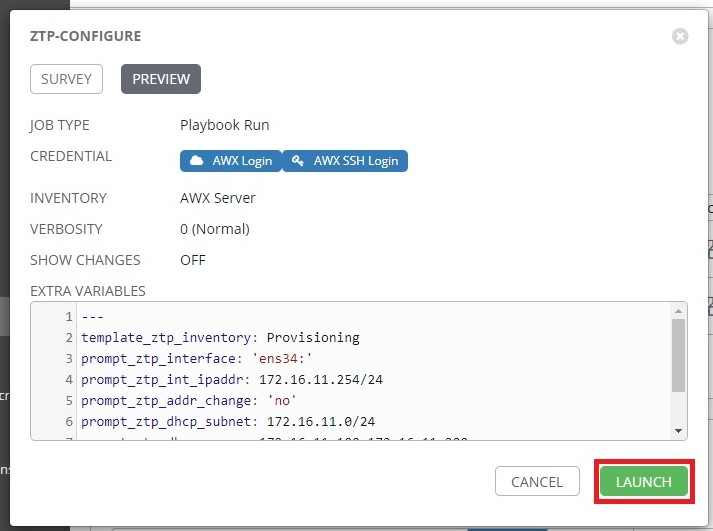 ZTP-CONFIGURE
SURVEY PREVIEW
JOB TYPE Playbook Run
CREDENTIAL AWX Login AWX SSH Login
INVENTORY AWX Server
VERBOSITY 0 (Normal)
SHOW CHANGES OFF
EXTRA VARIABLES
1 ---
2 template_ztp_inventory: Provisioning
3 prompt_ztp_interface: 'ens34:'
4 prompt_ztp_int_ipaddr: 172.16.11.254/24
5 prompt_ztp_addr_change: 'no'
6 prompt_ztp_dhcp_subnet: 172.16.11.0/24
CANCEL LAUNCH